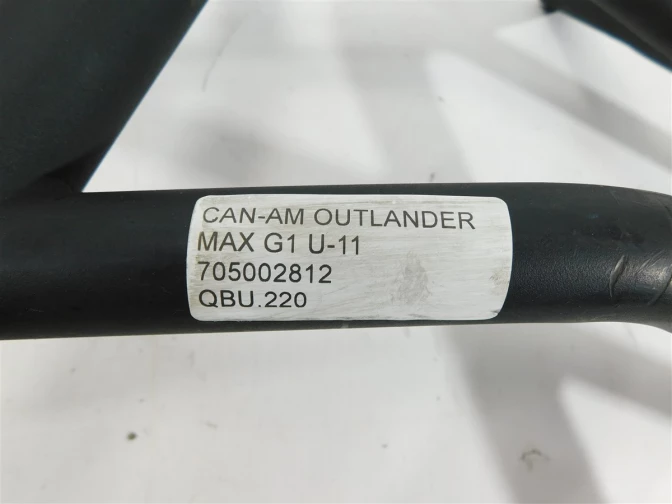 CAN-AM OUTLANDER
MAX G1 U-11
705002812
QBU.220